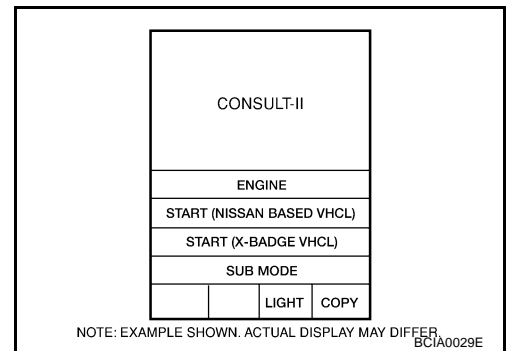 CONSULT-II
ENGINE
START (NISSAN BASED VHCL)
START (X-BADGE VHCL)
SUB MODE
LIGHT COPY
NOTE: EXAMPLE SHOWN. ACTUAL DISPLAY MAY DIFFER.
BCIA0029E